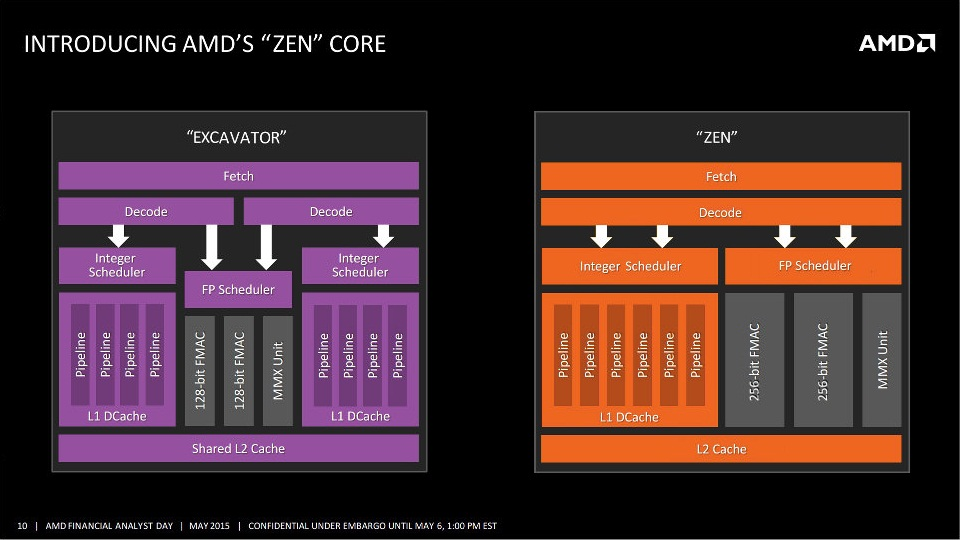 INTRODUCING AMD'S “ZEN” CORE
AMD
“EXCAVATOR”
Fetch
Decode
Decode
Integer
Scheduler
FP Scheduler
Integer
Scheduler
Pipeline
Pipeline
Pipeline
Pipeline
L1 DCache
128-bit FMAC
128-bit FMAC
MMX Unit
Pipeline
Pipeline
Pipeline
Pipeline
L1 DCache
Shared L2 Cache
“ZEN”
Fetch
Decode
Integer Scheduler
FP Scheduler
Pipeline
Pipeline
Pipeline
Pipeline
Pipeline
Pipeline
L1 DCache
256-bit FMAC
256-bit FMAC
MMX Unit
L2 Cache
10 | AMD FINANCIAL ANALYST DAY | MAY 2015 | CONFIDENTIAL UNDER EMBARGO UNTIL MAY 6, 1:00 PM EST